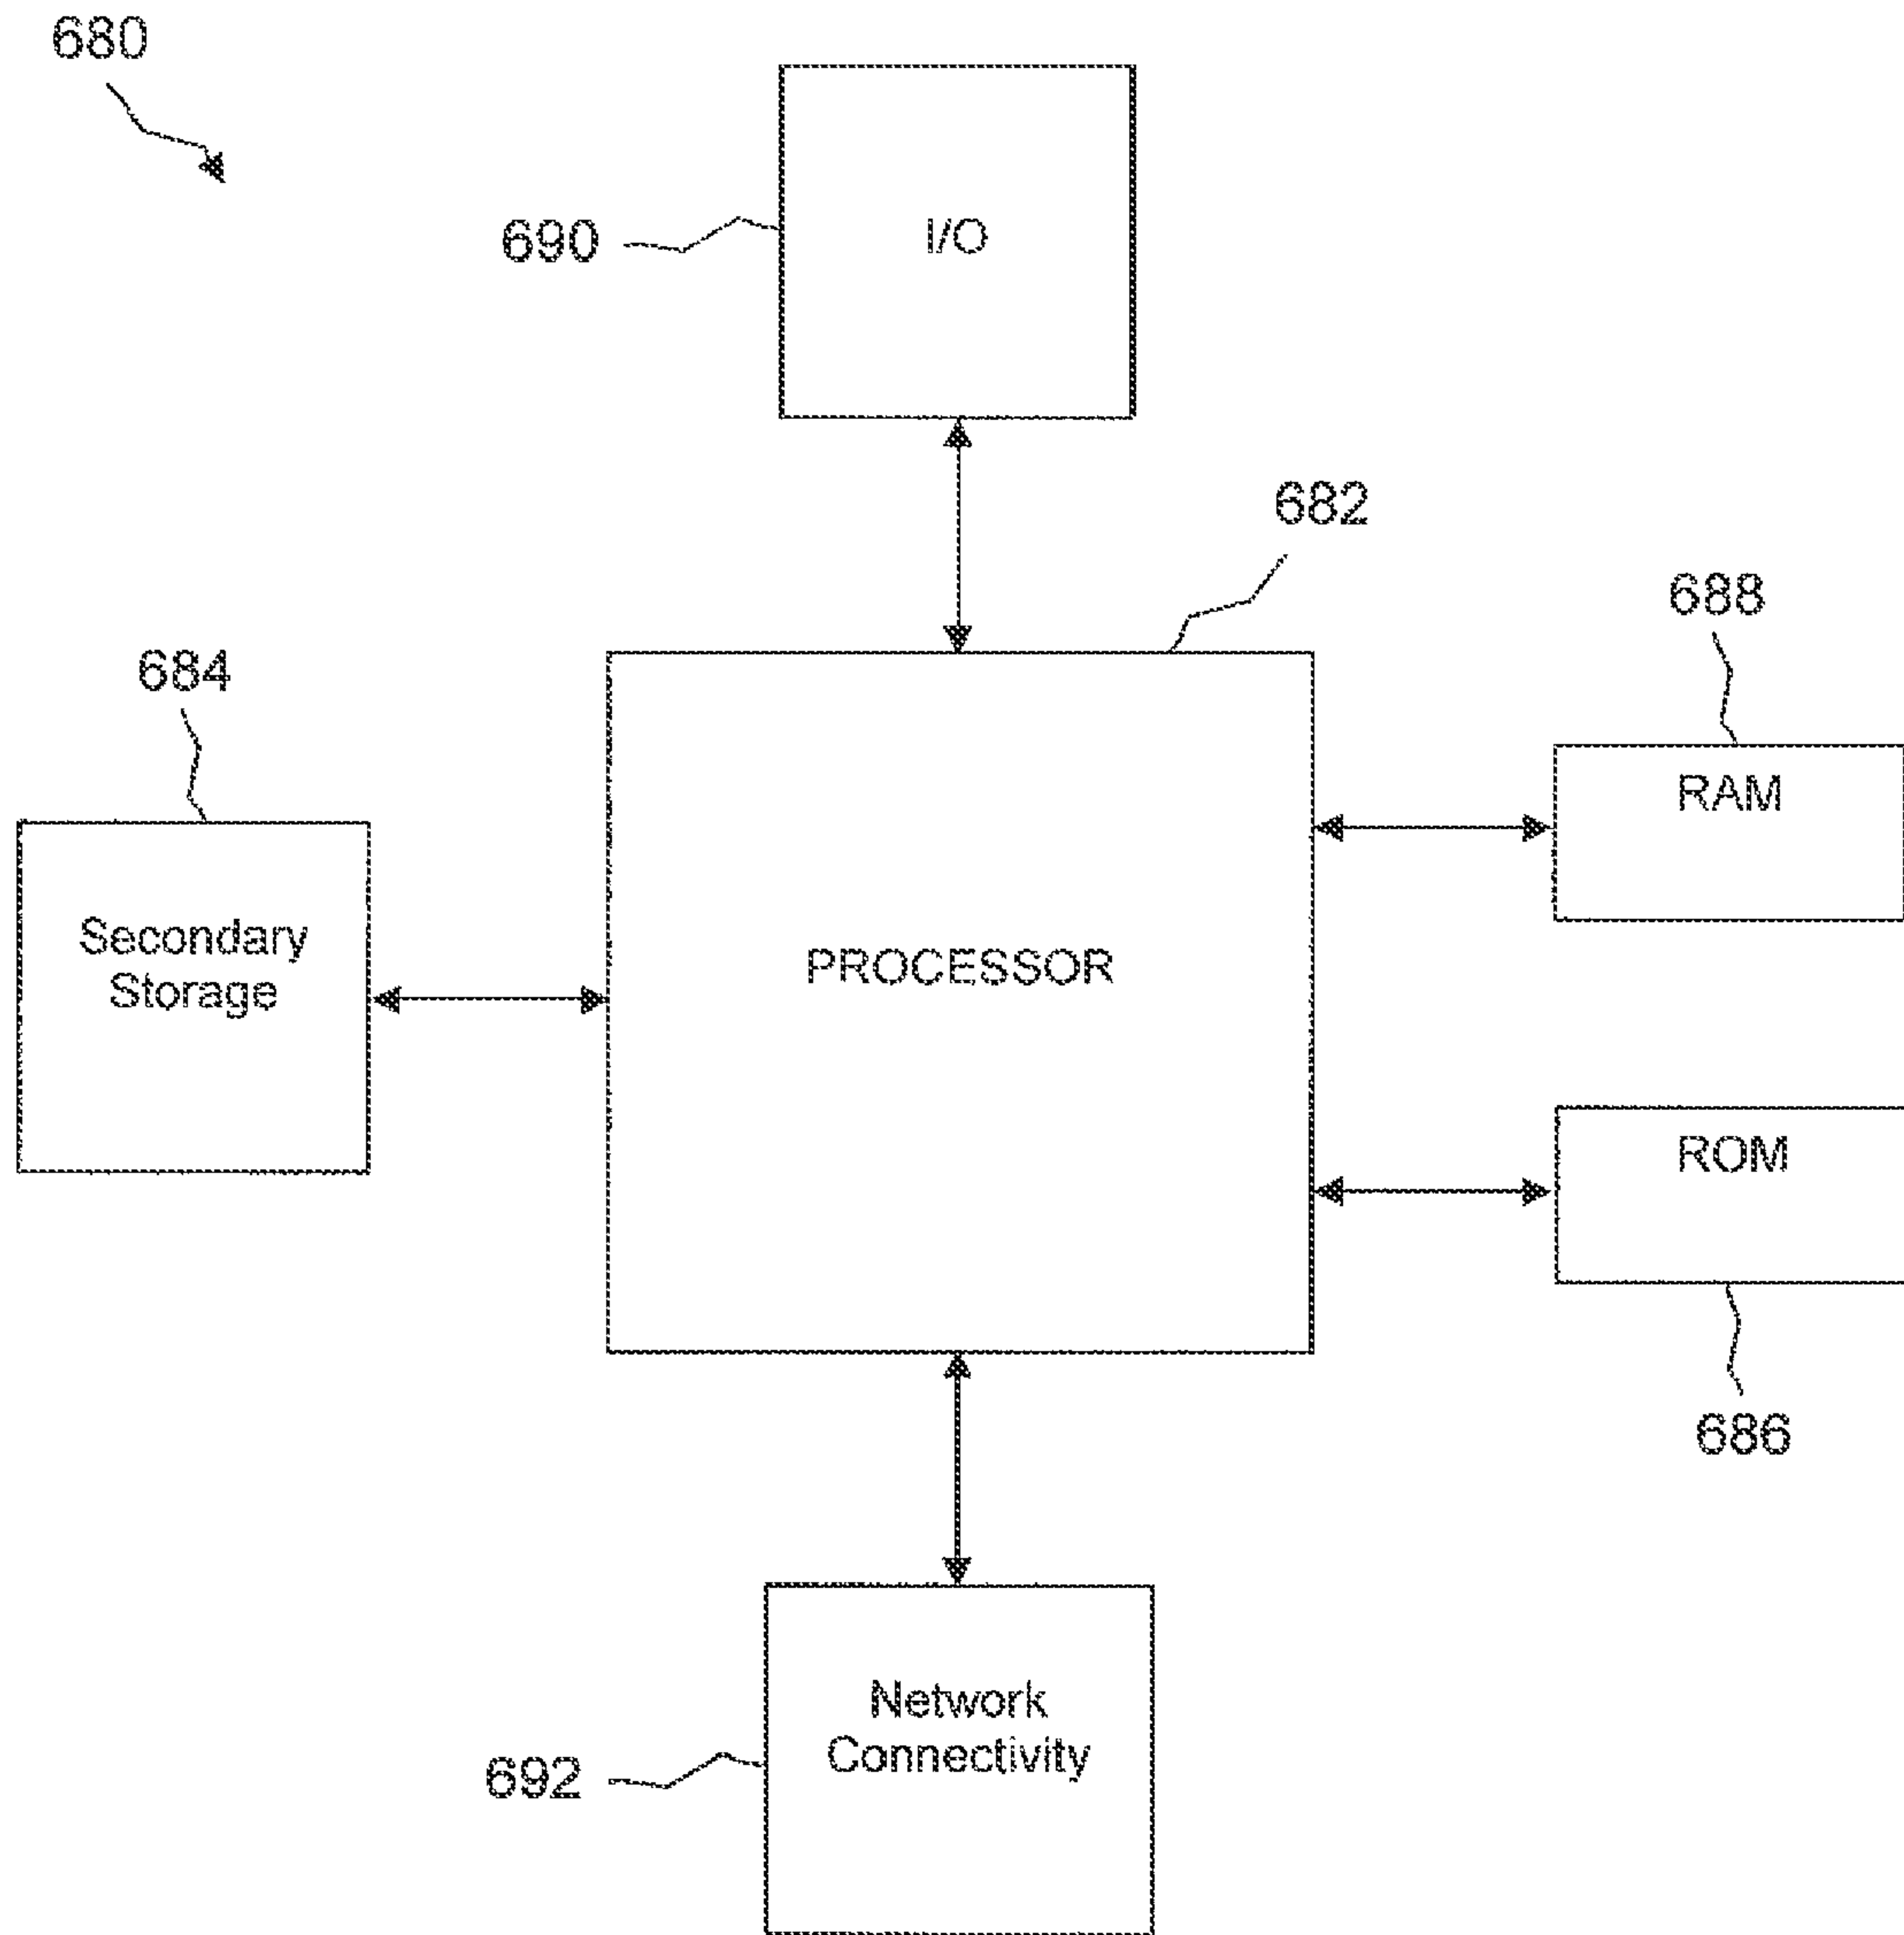 680
690
I/O
682
688
RAM
684
Secondary
Storage
PROCESSOR
ROM
686
Network
Connectivity
692